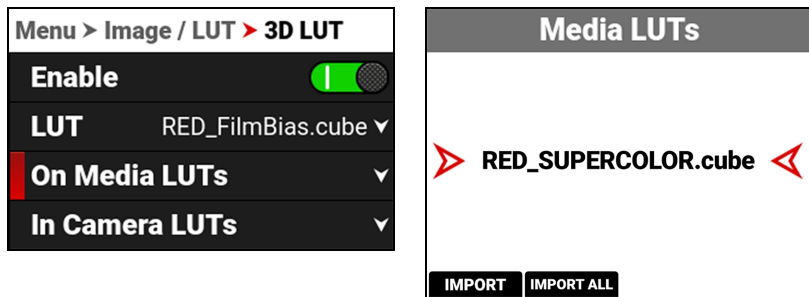 Menu > Image / LUT > 3D LUT
Enable
LUT RED_FilmBias.cube
On Media LUTs
In Camera LUTs
Media LUTs
RED_SUPERCOLOR.cube
IMPORT IMPORT ALL